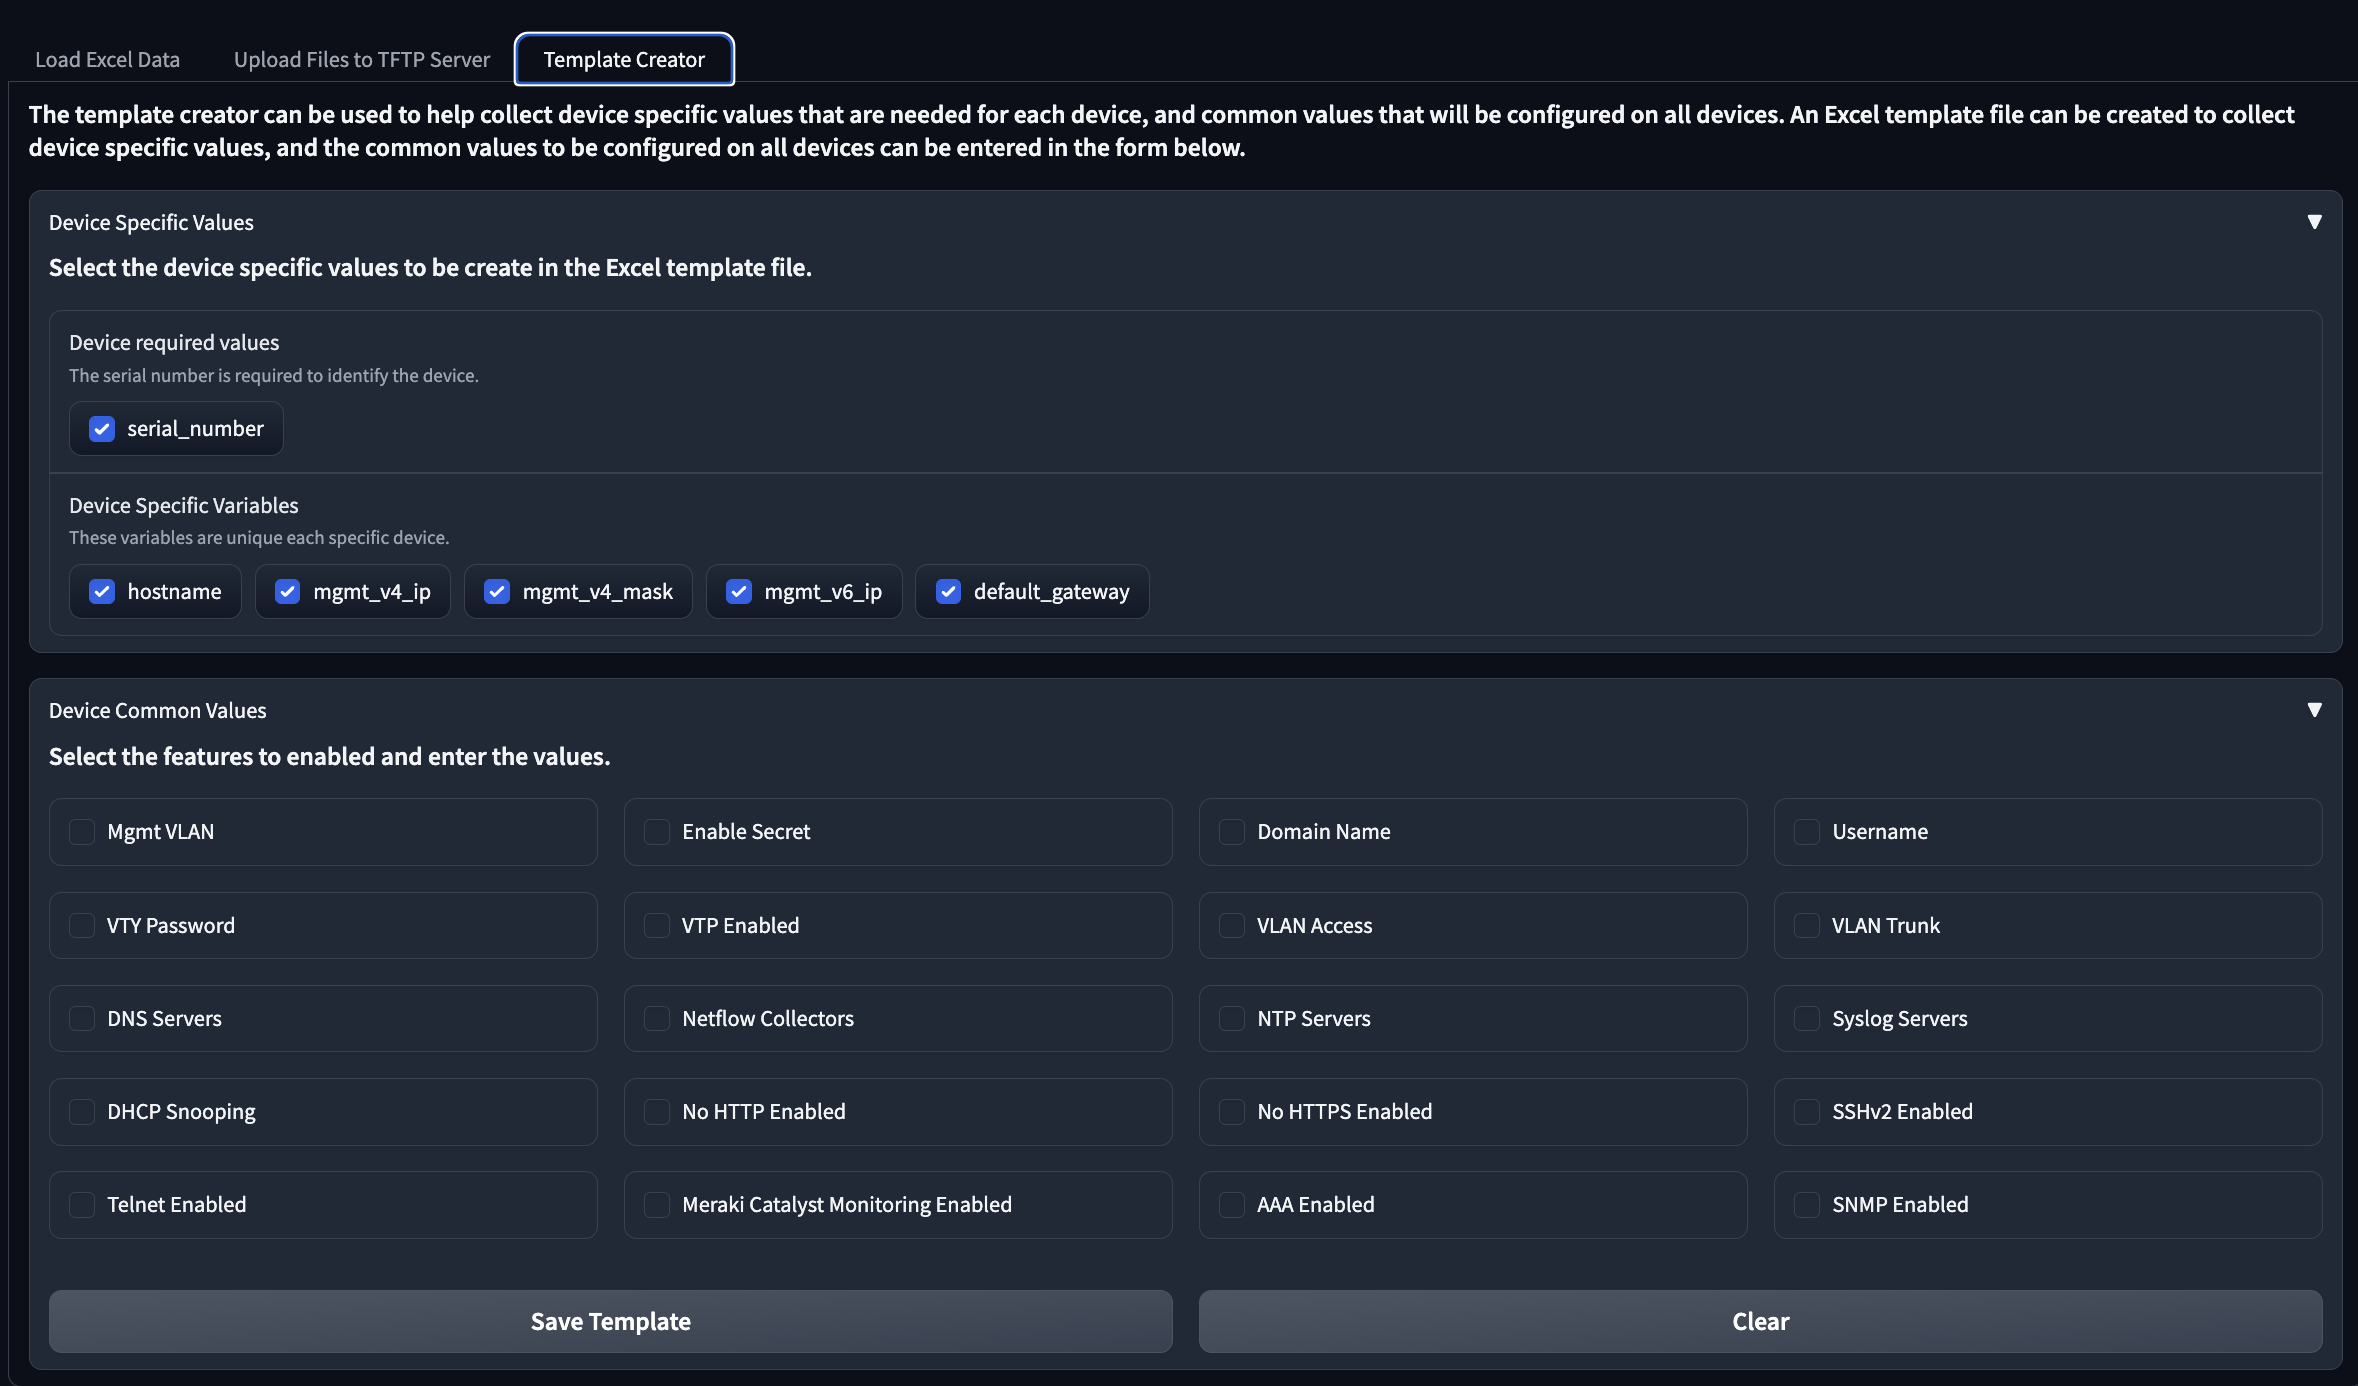 Load Excel Data
Upload Files to TFTP Server
Template Creator
The template creator can be used to help collect device specific values that are needed for each device, and common values that will be configured on all devices. An Excel template file can be created to collect
device specific values, and the common values to be configured on all devices can be entered in the form below.
Device Specific Values
Select the device specific values to be create in the Excel template file.
Device required values
The serial number is required to identify the device.
serial_number
Device Specific Variables
These variables are unique each specific device.
hostname
mgmt_v4_ip
mgmt_v4_mask
mgmt_v6_ip
default_gateway
Device Common Values
Select the features to enabled and enter the values.
Mgmt VLAN
Enable Secret
Domain Name
Username
VTY Password
VTP Enabled
VLAN Access
VLAN Trunk
DNS Servers
Netflow Collectors
NTP Servers
Syslog Servers
DHCP Snooping
No HTTP Enabled
No HTTPS Enabled
SSHv2 Enabled
Telnet Enabled
Meraki Catalyst Monitoring Enabled
AAA Enabled
SNMP Enabled
Save Template
Clear